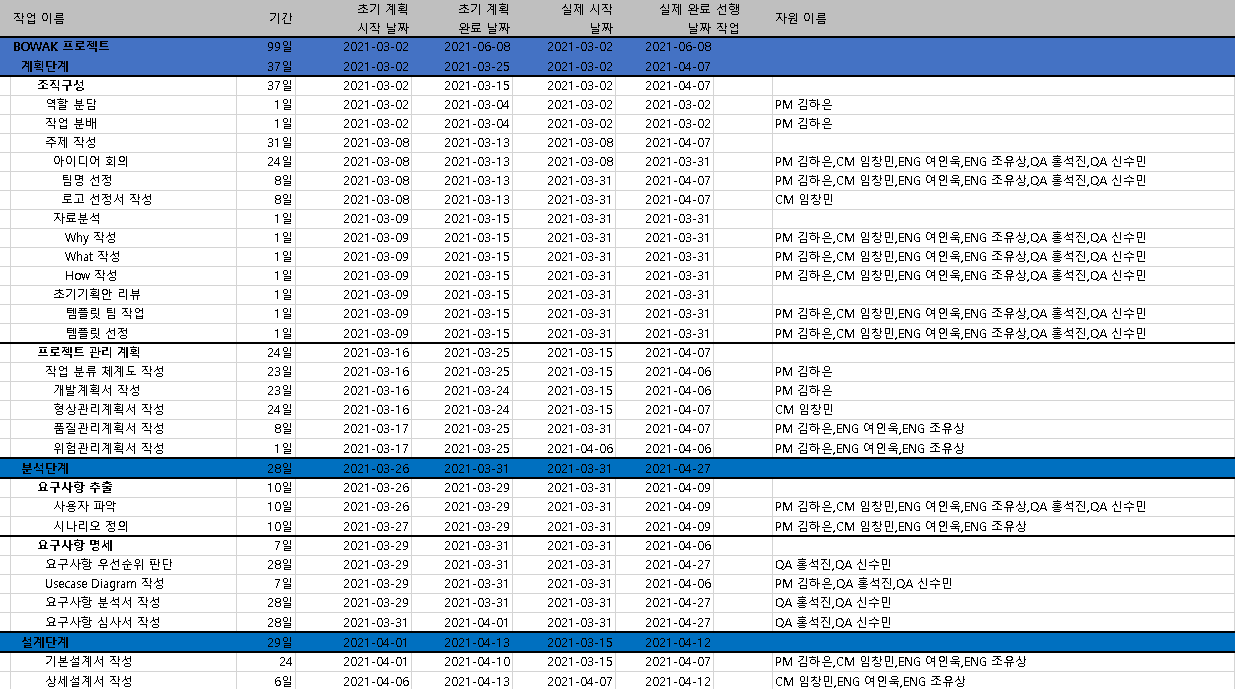 작업 이름 기간 초기 계획 시작 날짜 초기 계획 완료 날짜 실제 시작 날짜 실제 완료 날짜 선행 작업 자원 이름
BOWAK 프로젝트 99일 2021-03-02 2021-06-08 2021-03-02 2021-06-08
계획단계 37일 2021-03-02 2021-03-25 2021-03-02 2021-04-07
조직구성 37일 2021-03-02 2021-03-15 2021-03-02 2021-04-07
역할 분담 1일 2021-03-02 2021-03-04 2021-03-02 2021-03-02 PM 김하은
작업 분배 1일 2021-03-02 2021-03-04 2021-03-02 2021-03-02 PM 김하은
주제 작성 31일 2021-03-08 2021-03-13 2021-03-08 2021-04-07
아이디어 회의 24일 2021-03-08 2021-03-13 2021-03-08 2021-03-31 PM 김하은,CM 임창민,ENG 여인욱,ENG 조유상,QA 홍석진,QA 신수민
팀명 선정 8일 2021-03-08 2021-03-13 2021-03-31 2021-04-07 PM 김하은,CM 임창민,ENG 여인욱,ENG 조유상,QA 홍석진,QA 신수민
로고 선정서 작성 8일 2021-03-08 2021-03-13 2021-03-31 2021-04-07 CM 임창민
자료분석 1일 2021-03-09 2021-03-15 2021-03-31 2021-03-31
Why 작성 1일 2021-03-09 2021-03-15 2021-03-31 2021-03-31 PM 김하은,CM 임창민,ENG 여인욱,ENG 조유상,QA 홍석진,QA 신수민
What 작성 1일 2021-03-09 2021-03-15 2021-03-31 2021-03-31 PM 김하은,CM 임창민,ENG 여인욱,ENG 조유상,QA 홍석진,QA 신수민
How 작성 1일 2021-03-09 2021-03-15 2021-03-31 2021-03-31 PM 김하은,CM 임창민,ENG 여인욱,ENG 조유상,QA 홍석진,QA 신수민
초기기획안 리뷰 1일 2021-03-09 2021-03-15 2021-03-31 2021-03-31
템플릿 팀 작업 1일 2021-03-09 2021-03-15 2021-03-31 2021-03-31 PM 김하은,CM 임창민,ENG 여인욱,ENG 조유상,QA 홍석진,QA 신수민
템플릿 선정 1일 2021-03-09 2021-03-15 2021-03-31 2021-03-31 PM 김하은,CM 임창민,ENG 여인욱,ENG 조유상,QA 홍석진,QA 신수민
프로젝트 관리 계획 24일 2021-03-16 2021-03-25 2021-03-15 2021-04-07
작업 분류 체계도 작성 23일 2021-03-16 2021-03-25 2021-03-15 2021-04-06 PM 김하은
개발계획서 작성 23일 2021-03-16 2021-03-24 2021-03-15 2021-04-06 PM 김하은
형상관리계획서 작성 24일 2021-03-16 2021-03-24 2021-03-15 2021-04-07 CM 임창민
품질관리계획서 작성 8일 2021-03-17 2021-03-25 2021-03-31 2021-04-07 PM 김하은,ENG 여인욱,ENG 조유상
위험관리계획서 작성 1일 2021-03-17 2021-03-25 2021-04-06 2021-04-06 PM 김하은,ENG 여인욱,ENG 조유상
분석단계 28일 2021-03-26 2021-03-31 2021-03-31 2021-04-27
요구사항 추출 10일 2021-03-26 2021-03-29 2021-03-31 2021-04-09
사용자 파악 10일 2021-03-26 2021-03-29 2021-03-31 2021-04-09 PM 김하은,CM 임창민,ENG 여인욱,ENG 조유상,QA 홍석진,QA 신수민
시나리오 정의 10일 2021-03-27 2021-03-29 2021-03-31 2021-04-09 PM 김하은,CM 임창민,ENG 여인욱,ENG 조유상
요구사항 명세 7일 2021-03-29 2021-03-31 2021-03-31 2021-04-06
요구사항 우선순위 판단 28일 2021-03-29 2021-03-31 2021-03-31 2021-04-27 QA 홍석진,QA 신수민
Usecase Diagram 작성 7일 2021-03-29 2021-03-31 2021-03-31 2021-04-06 PM 김하은,QA 홍석진,QA 신수민
요구사항 분석서 작성 28일 2021-03-29 2021-03-31 2021-03-31 2021-04-27 QA 홍석진,QA 신수민
요구사항 심사서 작성 28일 2021-03-31 2021-04-01 2021-03-31 2021-04-27 QA 홍석진,QA 신수민
설계단계 29일 2021-04-01 2021-04-13 2021-03-15 2021-04-12
기본설계서 작성 24 2021-04-01 2021-04-10 2021-03-15 2021-04-07 PM 김하은,CM 임창민,ENG 여인욱,ENG 조유상
상세설계서 작성 6일 2021-04-06 2021-04-13 2021-04-07 2021-04-12 CM 임창민,ENG 여인욱,ENG 조유상